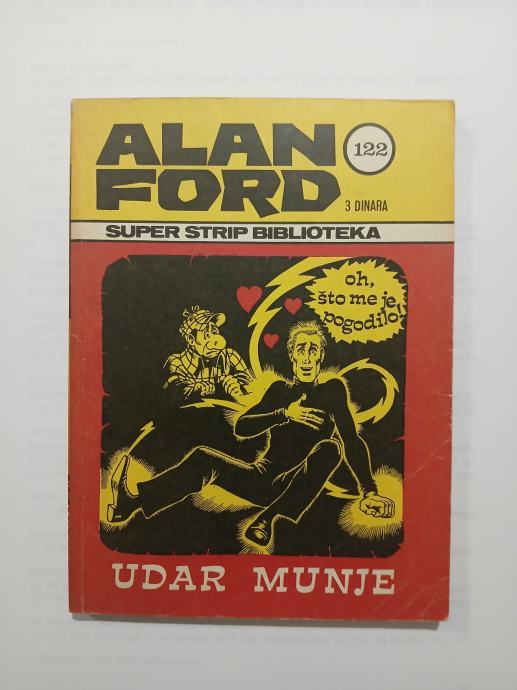 ALAN
FORD
122
3 DINARA
SUPER STRIP BIBLIOTEKA
oh,
što me je
pogodilo!
UDAR MUNJE